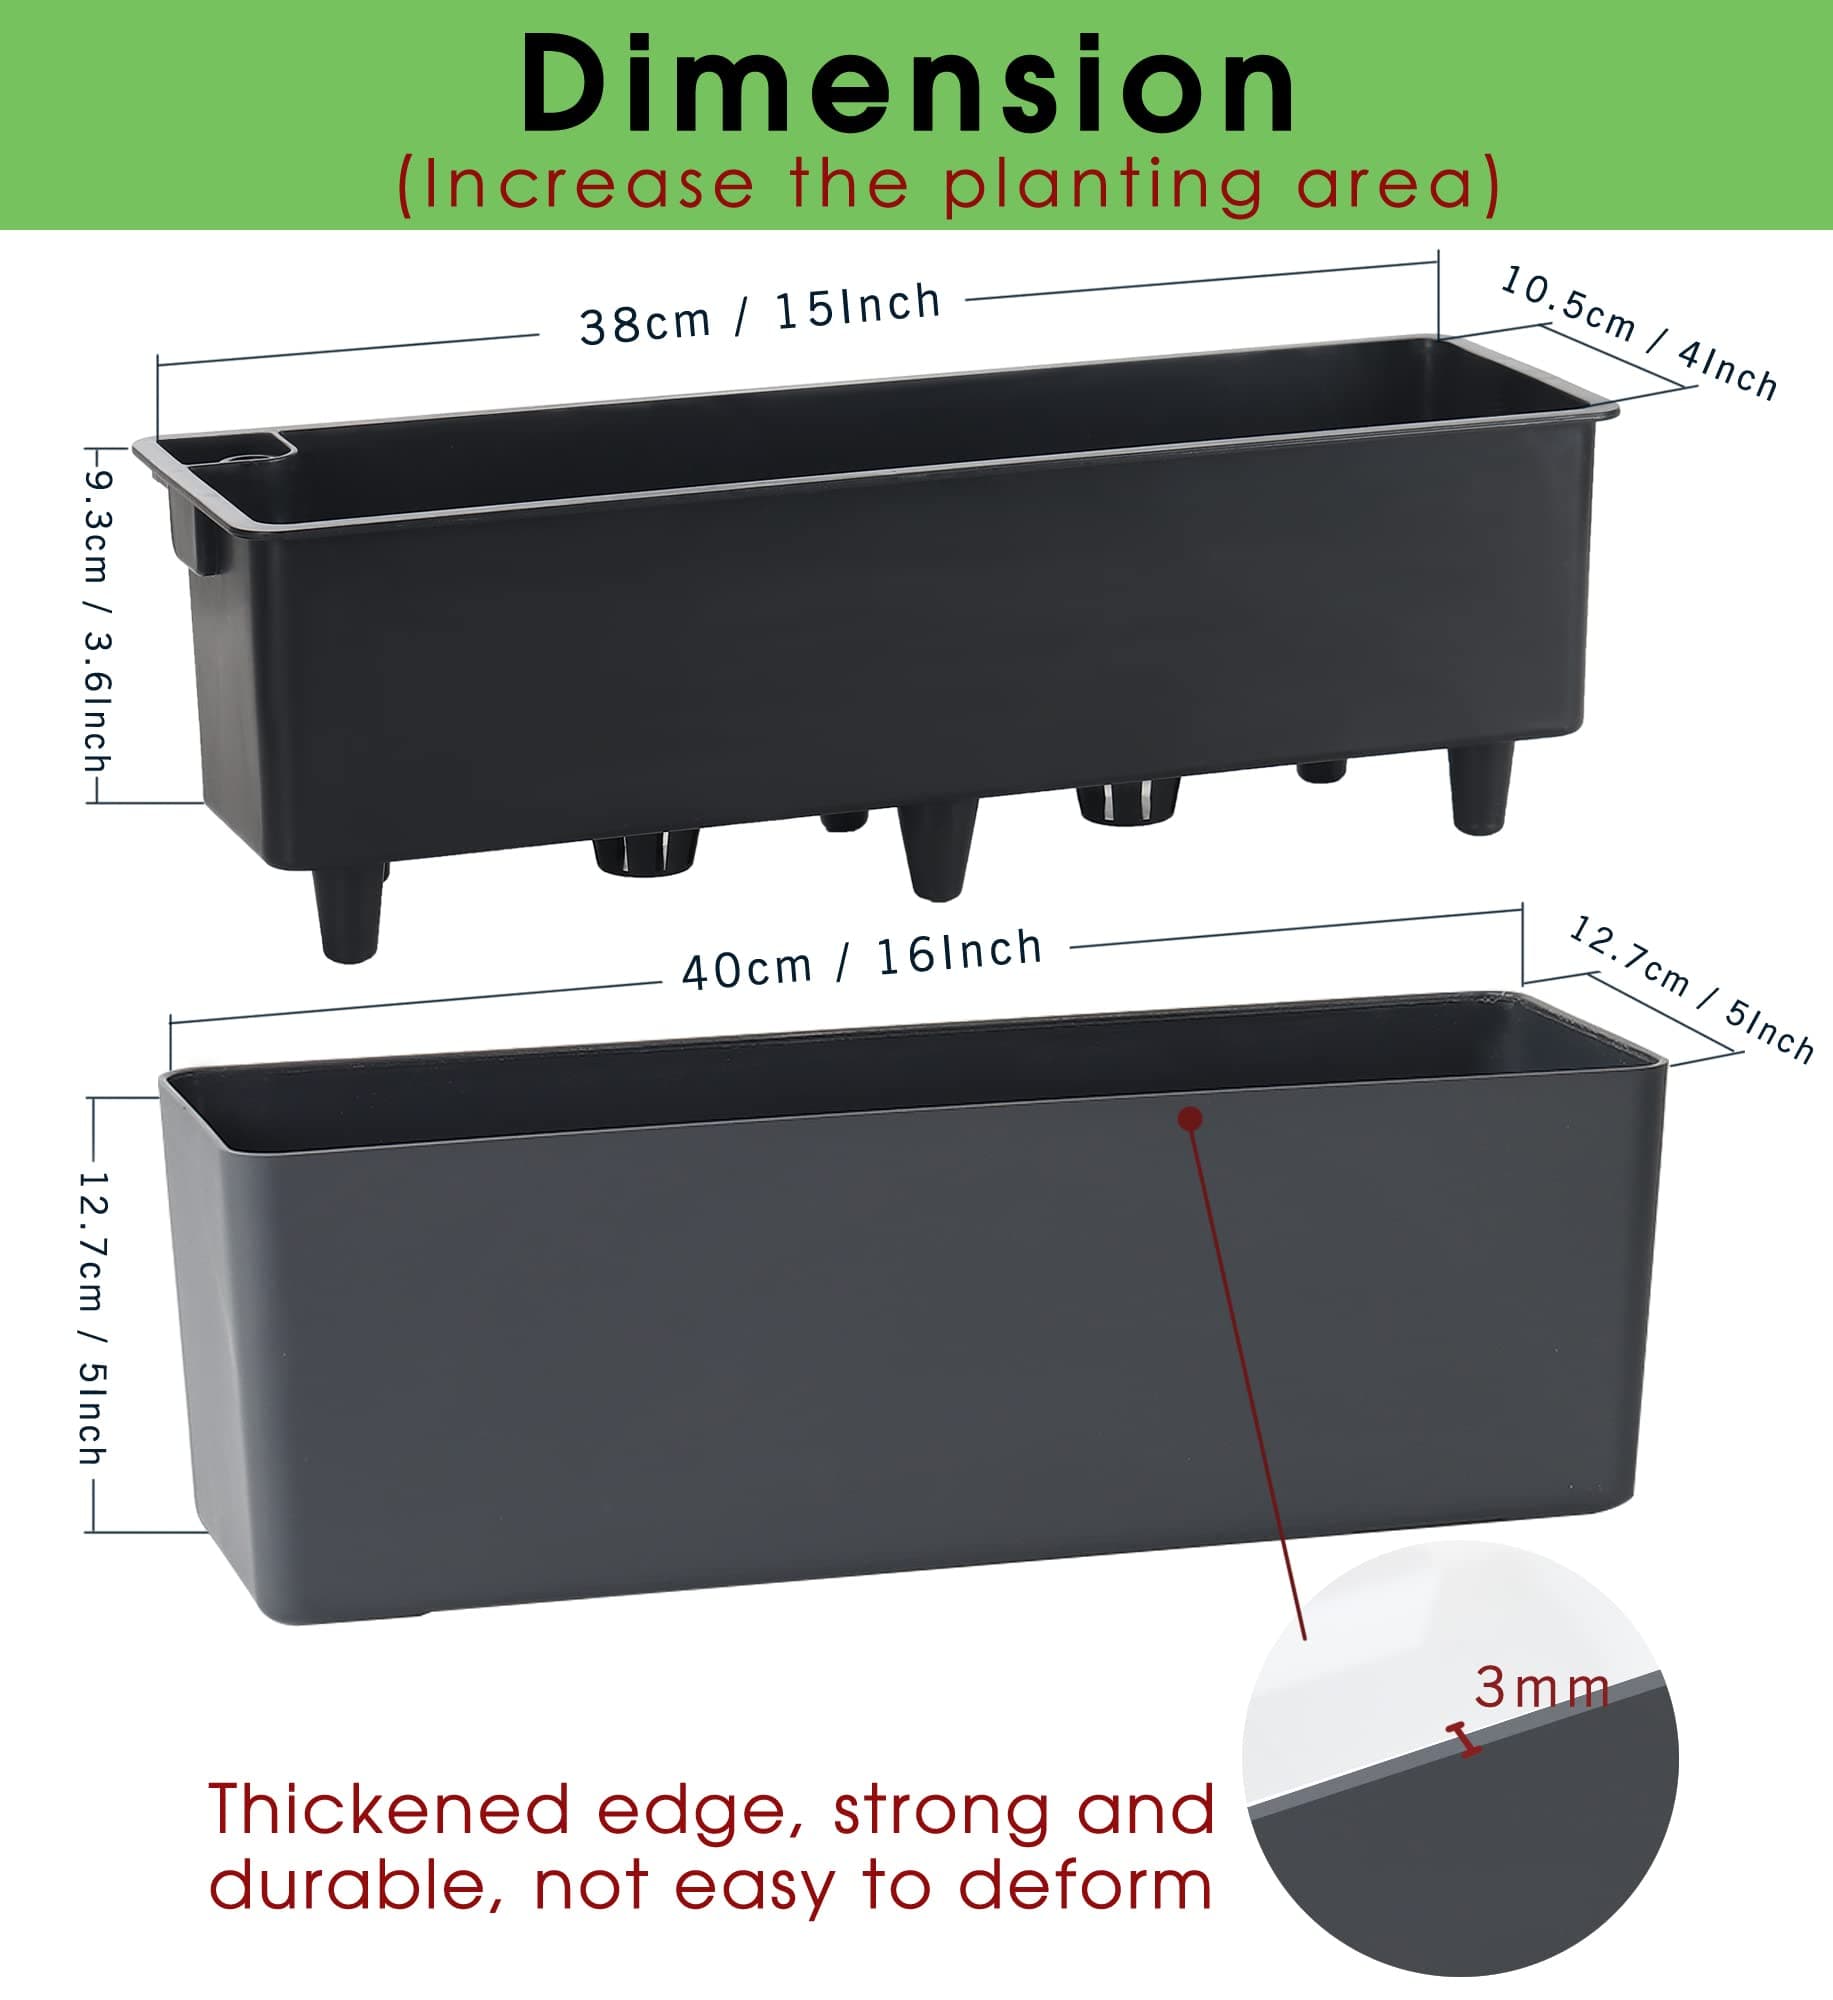 Dimension
(Increase the planting area)
38cm / 15Inch
10.5cm / 4Inch
9.3cm / 3.6Inch
40cm / 16Inch
12.7cm / 5Inch
12.7cm / 5Inch
3mm
Thickened edge, strong and
durable, not easy to deform